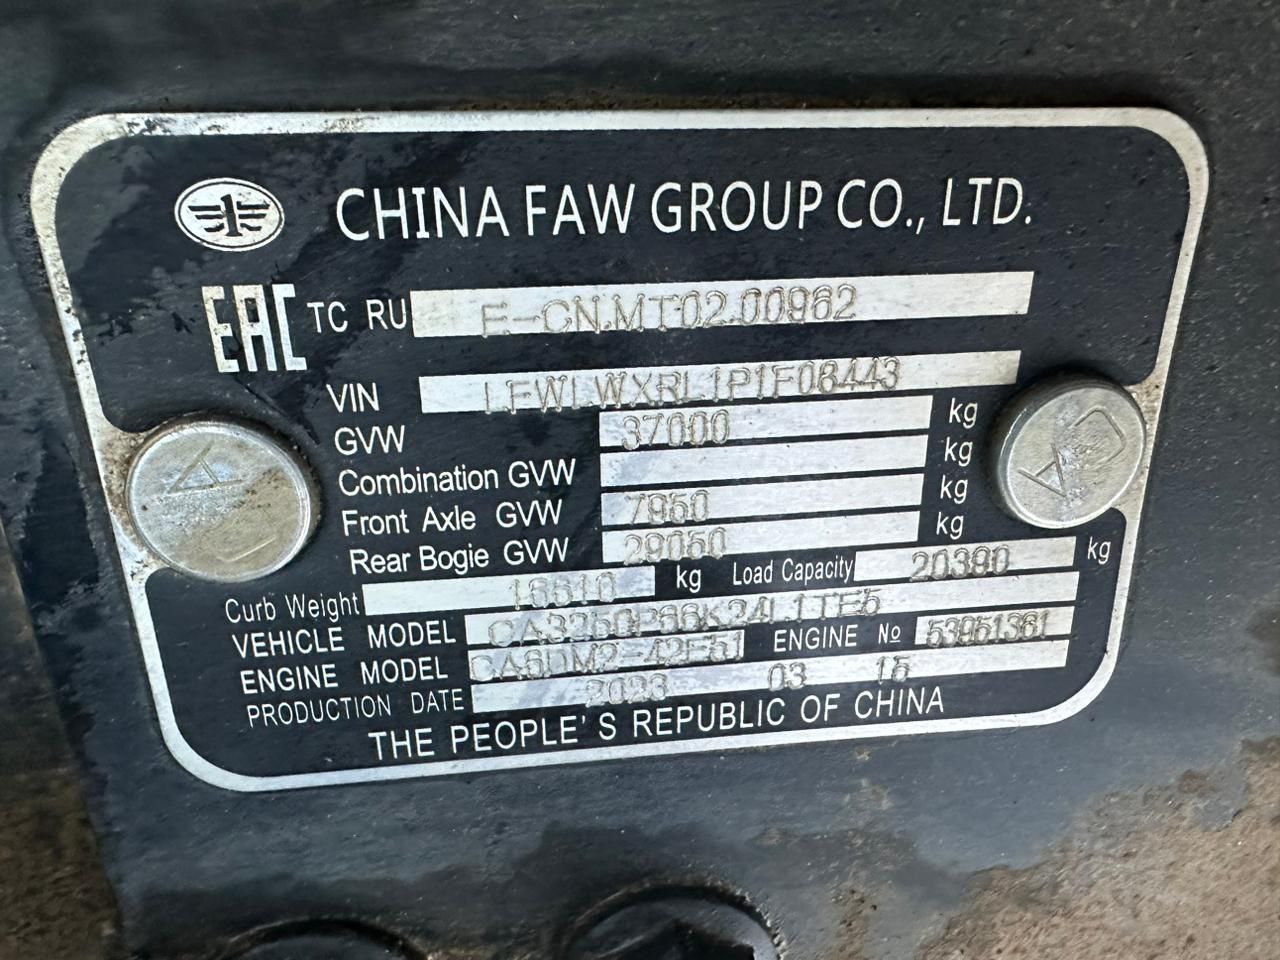 CHINA FAW GROUP CO., LTD.
EAC TC RU E-CN.MT02.00962
VIN LFWLWXRL1P1F06443
GVW 37000 kg
Combination GVW kg
Front Axle GVW 7950 kg
Rear Bogie GVW 29050 kg
Curb Weight 16610 kg Load Capacity 20390 kg
VEHICLE MODEL CA3250P66K24L1TE5
ENGINE MODEL CA6DM2-42E51 ENGINE № 53951361
PRODUCTION DATE 2023 03 15
THE PEOPLE'S REPUBLIC OF CHINA